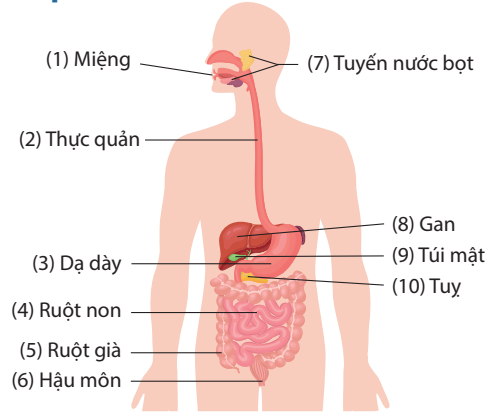 (1) Miệng
(2) Thực quản
(3) Dạ dày
(4) Ruột non
(5) Ruột già
(6) Hậu môn
(7) Tuyến nước bọt
(8) Gan
(9) Túi mật
(10) Tuỵ